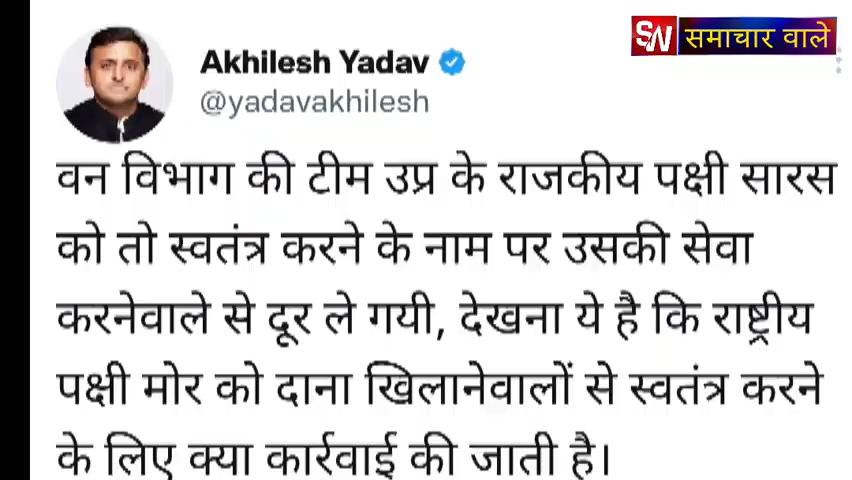 SN समाचार वाले
Akhilesh Yadav
@yadavakhilesh
वन विभाग की टीम उप्र के राजकीय पक्षी सारस
को तो स्वतंत्र करने के नाम पर उसकी सेवा
करनेवाले से दूर ले गयी, देखना ये है कि राष्ट्रीय
पक्षी मोर को दाना खिलानेवालों से स्वतंत्र करने
के लिए क्या कार्रवाई की जाती है।